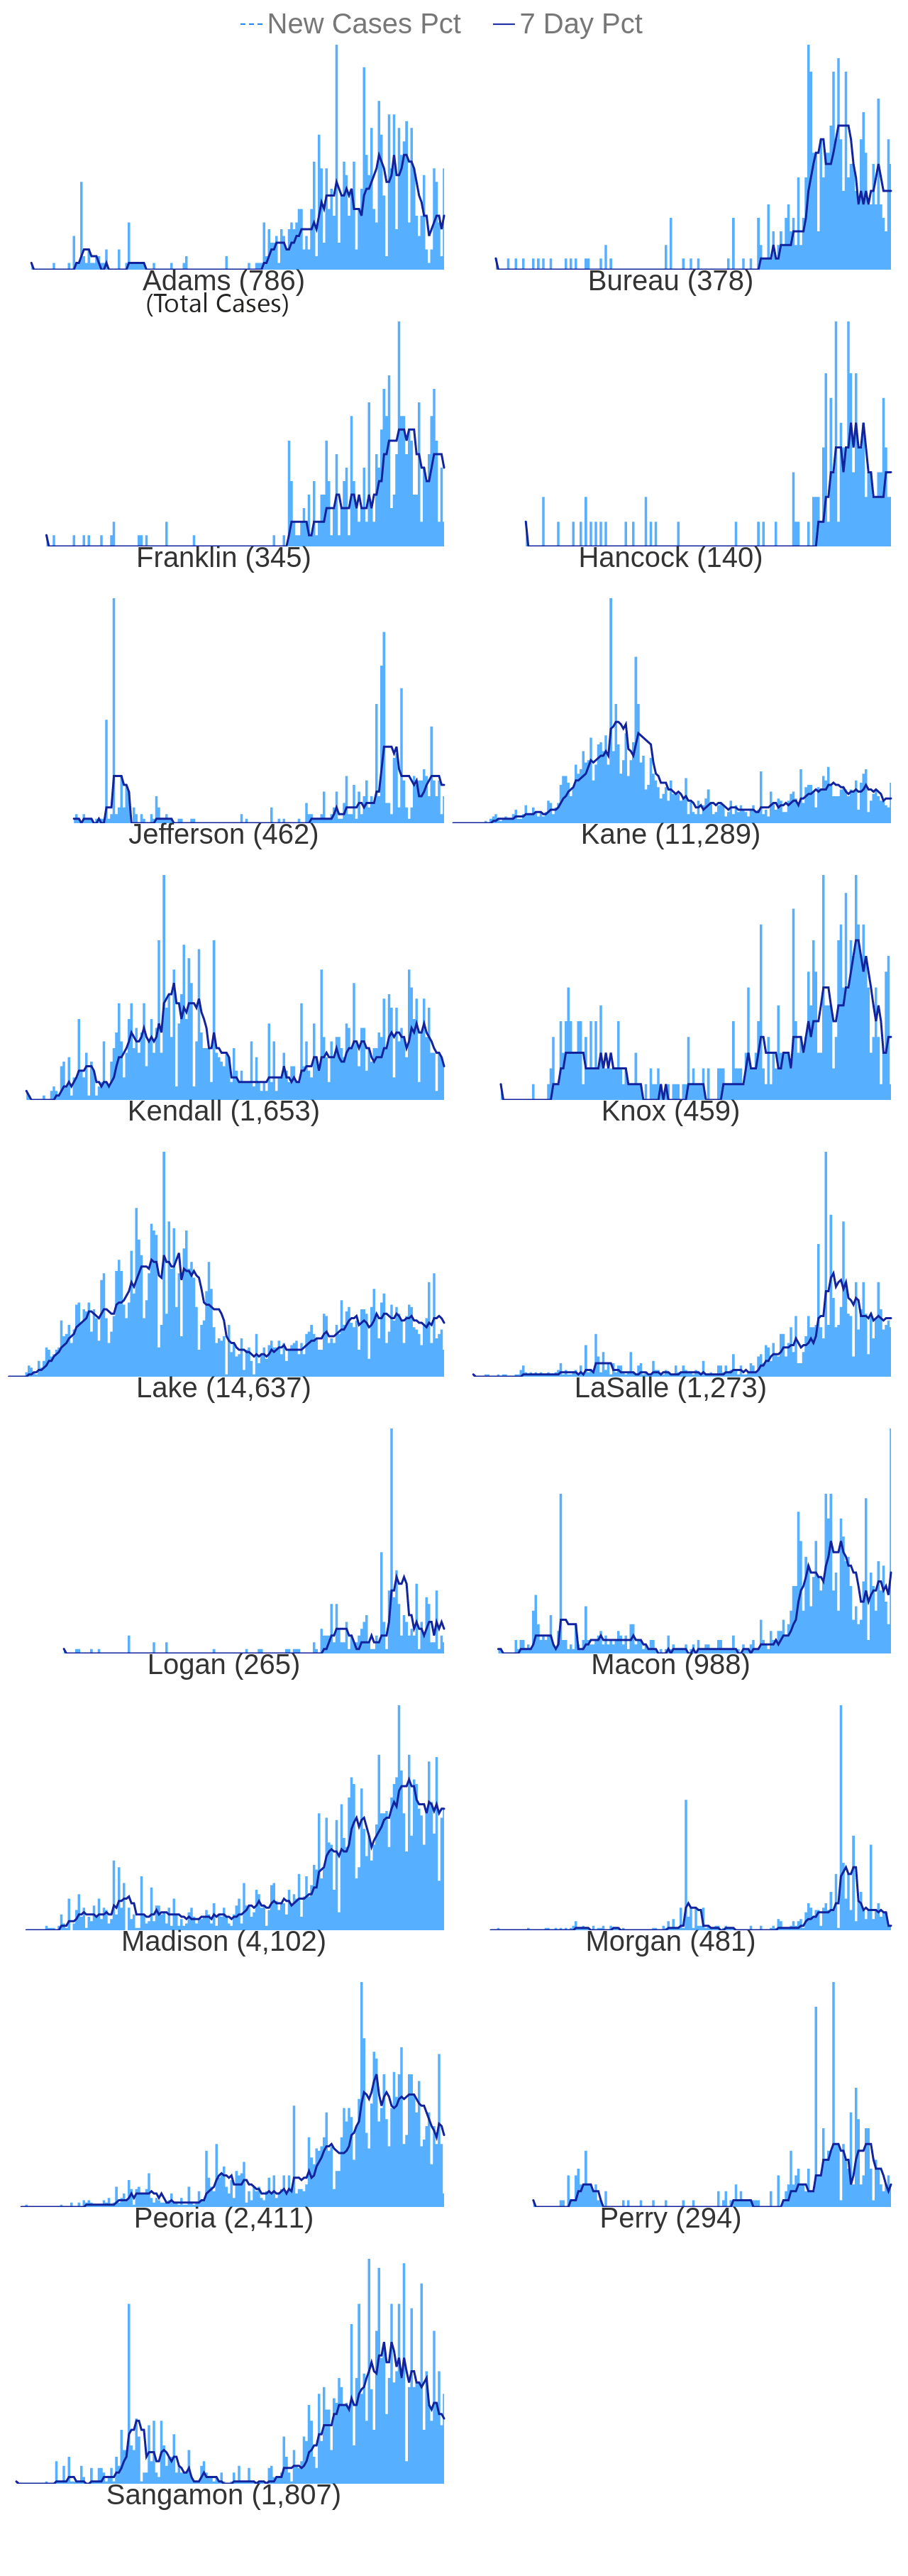 New Cases Pct 7 Day Pct
Adams (786) Bureau (378)
(Total Cases)
Franklin (345) Hancock (140)
Jefferson (462) Kane (11,289)
Kendall (1,653) Knox (459)
Lake (14,637) LaSalle (1,273)
Logan (265) Macon (988)
Madison (4,102) Morgan (481)
Peoria (2,411) Perry (294)
Sangamon (1,807)